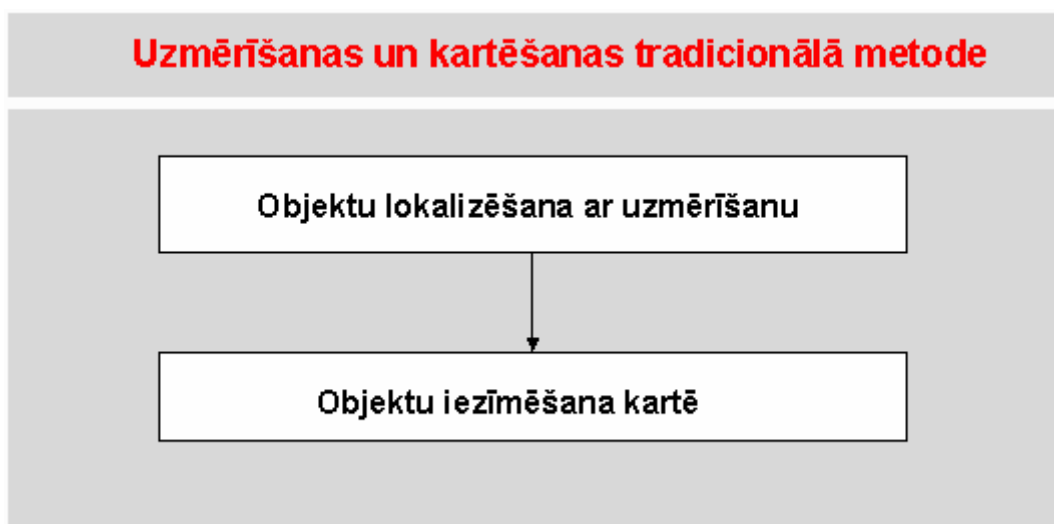 Uzmērīšanas un kartēšanas tradicionālā metode
Objektu lokalizēšana ar uzmērīšanu
Objektu iezīmēšana kartē